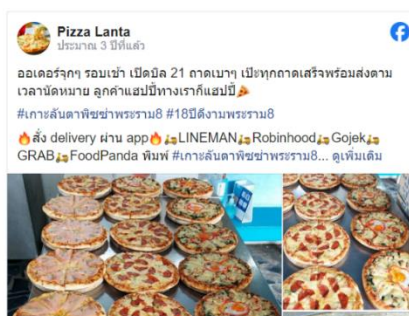 Pizza Lanta
ประมาณ 3 ปีที่แล้ว
ออเดอร์จุกๆ รอบเช้า เปิดบิล 21 ถาดเบาๆ เป๊ะทุกถาดเสร็จพร้อมส่งตาม
เวลานัดหมาย ลูกค้าแฮปปี้ทางเราก็แฮปปี้🍕
#เกาะลันตาพิซซ่าพระราม8 #18ปีดีงามพระราม8
🔥สั่ง delivery ผ่าน app🔥🛵LINEMAN🛵Robinhood🛵Gojek🛵
GRAB🛵FoodPanda พิมพ์ #เกาะลันตาพิซซ่าพระราม8... ดูเพิ่มเติม